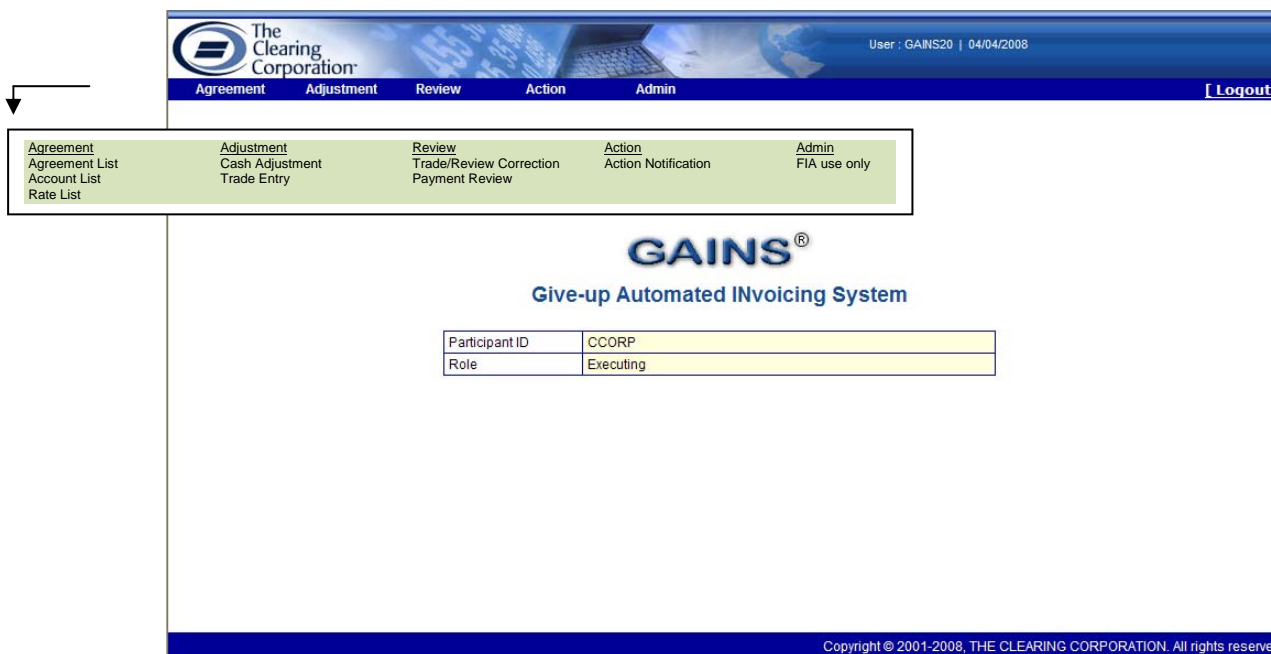 The
Clearing
Corporation
User : GAINS20 | 04/04/2008
Agreement Adjustment Review Action Admin [ Logout
Agreement Adjustment Review Action Admin
Agreement List Cash Adjustment Trade/Review Correction Action Notification FIA use only
Account List Trade Entry Payment Review
Rate List
GAINS®
Give-up Automated INvoicing System
Participant ID CCORP
Role Executing
Copyright © 2001-2008, THE CLEARING CORPORATION. All rights reserve